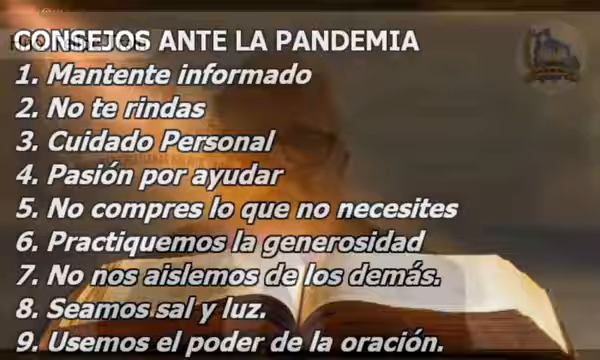 CONSEJOS ANTE LA PANDEMIA
1. Mantente informado
2. No te rindas
3. Cuidado Personal
4. Pasión por ayudar
5. No compres lo que no necesites
6. Practiquemos la generosidad
7. No nos aislemos de los demás.
8. Seamos sal y luz.
9. Usemos el poder de la oración.